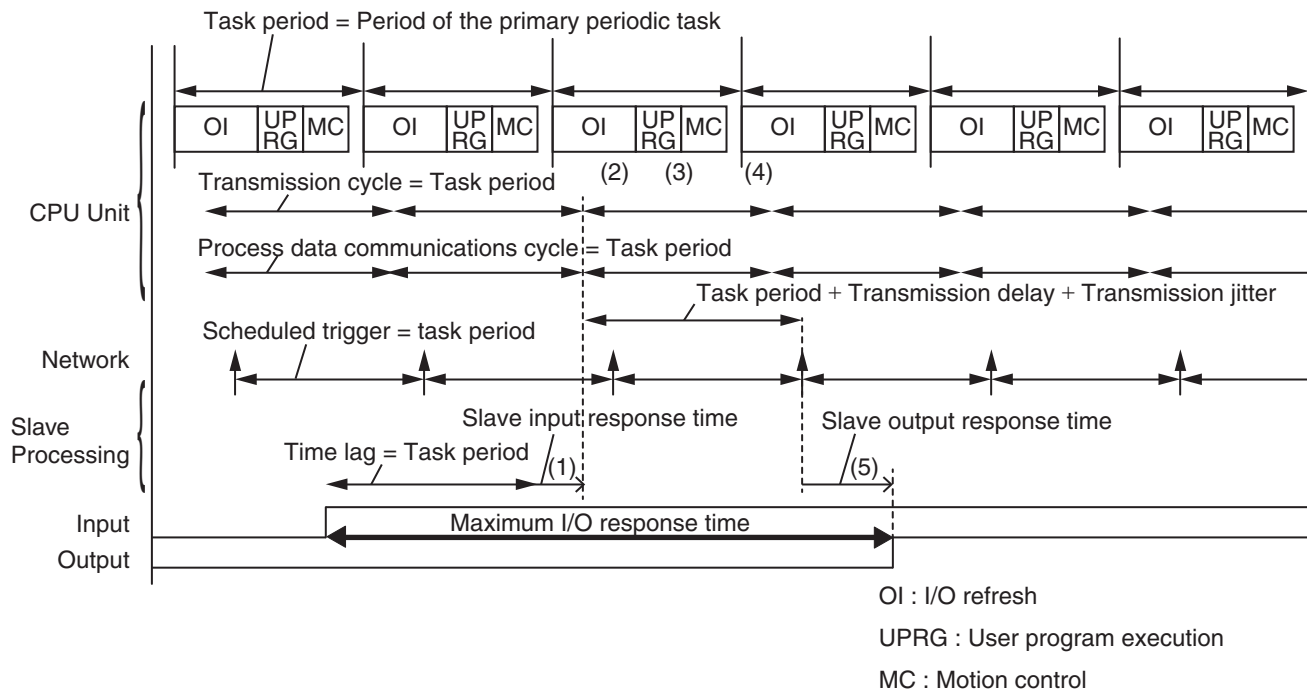 Task period = Period of the primary periodic task
OI
UP
RG
MC
OI
UP
RG
MC
OI
UP
RG
MC
OI
UP
RG
MC
OI
UP
RG
MC
OI
UP
RG
MC
(2)
(3)
(4)
Transmission cycle = Task period
CPU Unit
Process data communications cycle = Task period
Task period + Transmission delay + Transmission jitter
Scheduled trigger = task period
Network
Slave
Processing
Slave input response time
Slave output response time
Time lag = Task period
(1)
(5)
Input
Maximum I/O response time
Output
OI : I/O refresh
UPRG : User program execution
MC : Motion control